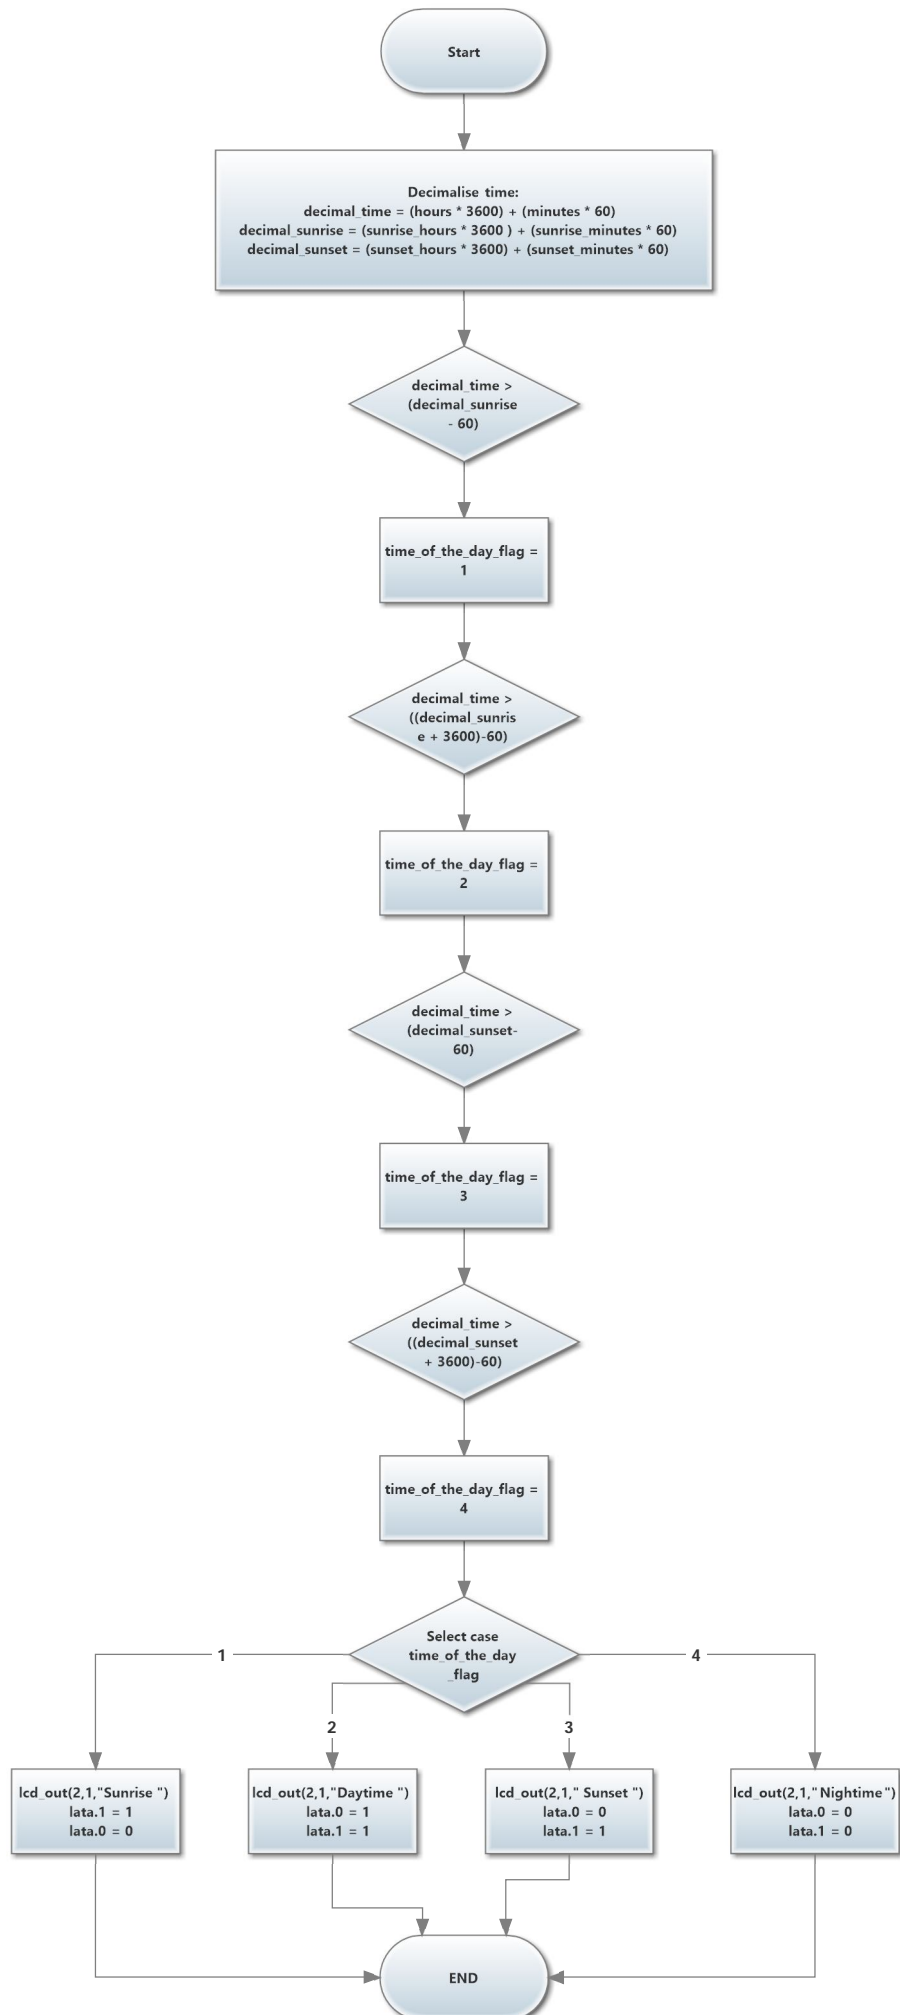 Start
Decimalise time:
decimal_time = (hours * 3600) + (minutes * 60)
decimal_sunrise = (sunrise_hours * 3600 ) + (sunrise_minutes * 60)
decimal_sunset = (sunset_hours * 3600) + (sunset_minutes * 60)
decimal_time >
(decimal_sunrise
- 60)
time_of_the_day_flag =
1
decimal_time >
((decimal_sunris
e + 3600)-60)
time_of_the_day_flag =
2
decimal_time >
(decimal_sunset-
60)
time_of_the_day_flag =
3
decimal_time >
((decimal_sunset
+ 3600)-60)
time_of_the_day_flag =
4
Select case
time_of_the_day
_flag
1
4
2
3
lcd_out(2,1,"Sunrise ")
lata.1 = 1
lata.0 = 0
lcd_out(2,1,"Daytime ")
lata.0 = 1
lata.1 = 1
lcd_out(2,1," Sunset ")
lata.0 = 0
lata.1 = 1
lcd_out(2,1," Nightime")
lata.0 = 0
lata.1 = 0
END